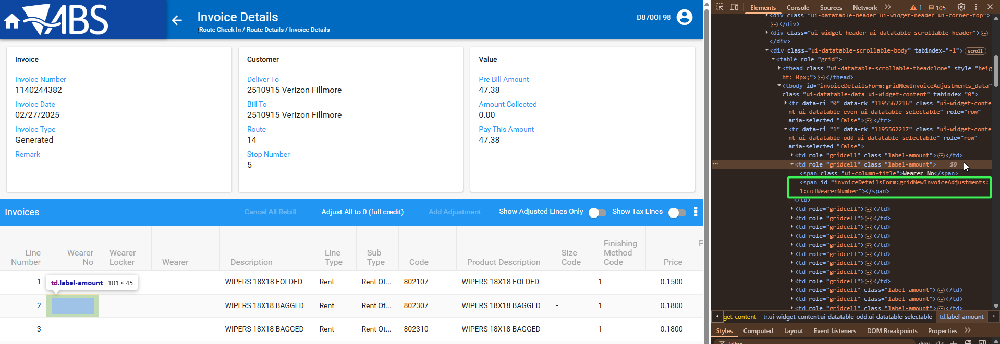 ABS
Invoice Details
Route Check In / Route Details / Invoice Details
D870OF98
Invoice
Invoice Number
1140244382
Invoice Date
02/27/2025
Invoice Type
Generated
Remark
Customer
Deliver To
2510915 Verizon Fillmore
Bill To
2510915 Verizon Fillmore
Route
14
Stop Number
5
Value
Pre Bill Amount
47.38
Amount Collected
0.00
Pay This Amount
47.38
Invoices
Cancel All Rebill
Adjust All to 0 (full credit)
Add Adjustment
Show Adjusted Lines Only
Show Tax Lines
Line Number
Wearer No
Wearer Locker
Wearer
Description
Line Type
Sub Type
Code
Product Description
Size Code
Finishing Method Code
Price
P
1 WIPERS-18X18 FOLDED Rent Rent Ot... 802107 WIPERS-18X18 FOLDED - 1 0.1500
td.label-amount 101 × 45
2 WIPERS 18X18 BAGGED Rent Rent Ot... 802307 WIPERS 18X18 BAGGED - 1 0.1800
3 WIPERS 18X18 BAGGED Rent Rent Ot... 802310 WIPERS 18X18 BAGGED - 1 0.1800
Elements Console Sources Network 1 105
<div class="ui-datatable-header ui-widget-header ui-corner-top">
</div>
<div class="ui-widget-header ui-datatable-scrollable-header">
</div>
<div class="ui-datatable-scrollable-body" tabindex="-1"> scroll
<table role="grid">
<thead class="ui-datatable-scrollable-theadclone" style="heig
ht: 0px;"> </thead>
<tbody id="invoiceDetailsForm:gridNewInvoiceAdjustments_data"
class="ui-datatable-data ui-widget-content" tabindex="0">
<tr data-ri="0" data-rk="1195562216" class="ui-widget-conte
nt ui-datatable-even ui-datatable-selectable" role="row"
aria-selected="false"> </tr>
<tr data-ri="1" data-rk="1195562217" class="ui-widget-conte
nt ui-datatable-odd ui-datatable-selectable" role="row"
aria-selected="false">
<td role="gridcell" class="label-amount"> </td>
<td role="gridcell" class="label-amount"> == $0
<span class="ui-column-title">Wearer No</span>
<span id="invoiceDetailsForm:gridNewInvoiceAdjustments:
1:colWearerNumber"></span>
</td>
<td role="gridcell"> </td>
<td role="gridcell"> </td>
<td role="gridcell"> </td>
<td role="gridcell"> </td>
<td role="gridcell"> </td>
<td role="gridcell"> </td>
<td role="gridcell"> </td>
<td role="gridcell"> </td>
<td role="gridcell"> </td>
<td role="gridcell" class="label-amount"> </td>
<td role="gridcell" class="label-amount"> </td>
<td role="gridcell" class="label-amount"> </td>
get-content tr.ui-widget-content.ui-datatable-odd.ui-datatable-selectable td.label-amount
Styles Computed Layout Event Listeners DOM Breakpoints Properties
Filter :hov .cls